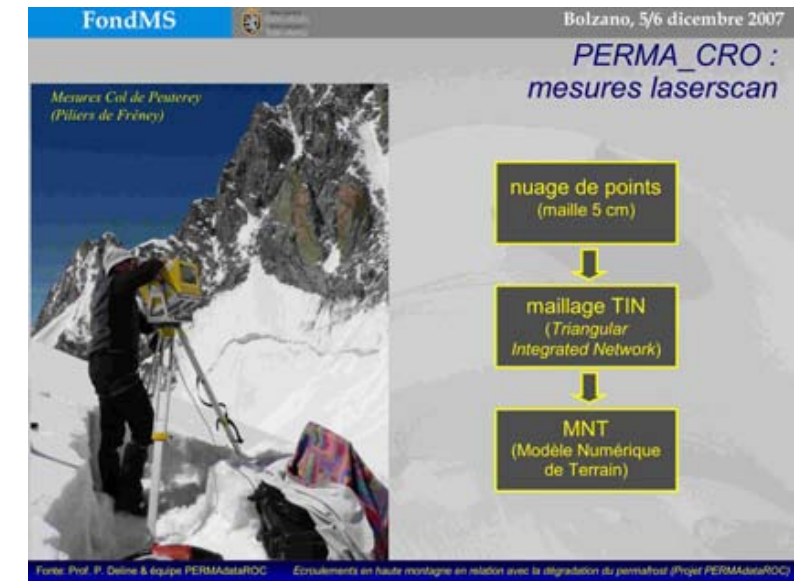 FondMS
Bolzano, 5/6 dicembre 2007
PERMA_CRO :
mesures laserscan
Mesures Col de Peuterey
(Piliers de Frêney)
nuage de points
(maille 5 cm)
maillage TIN
(Triangular
Integrated Network)
MNT
(Modèle Numérique
de Terrain)
Fonte: Prof. P. Deline & équipe PERMAdataROC
Ecroulements en haute montagne en relation avec la dégradation du permafrost (Projet PERMAdataROC)